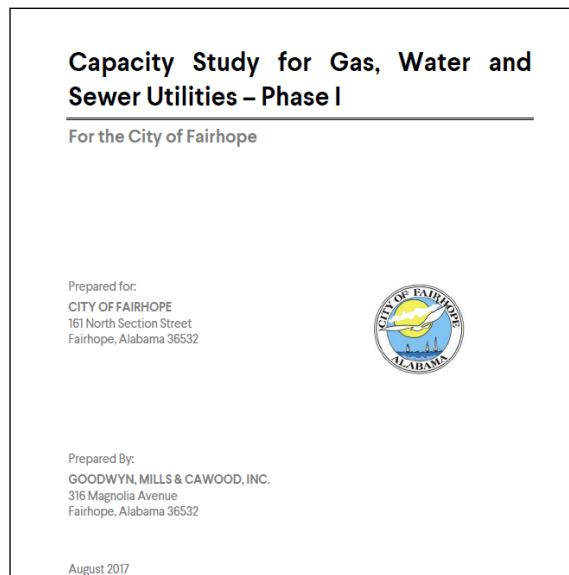 Capacity Study for Gas, Water and
Sewer Utilities – Phase I
For the City of Fairhope
Prepared for:
CITY OF FAIRHOPE
161 North Section Street
Fairhope, Alabama 36532
CITY OF FAIRHOPE
ALABAMA
Prepared By:
GOODWYN, MILLS & CAWOOD, INC.
316 Magnolia Avenue
Fairhope, Alabama 36532
August 2017